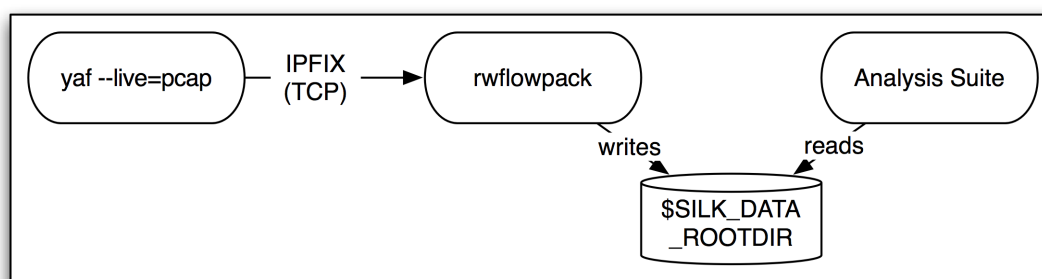 yaf --live=pcap
IPFIX
(TCP)
rwflowpack
Analysis Suite
writes
reads
$SILK_DATA
_ROOTDIR